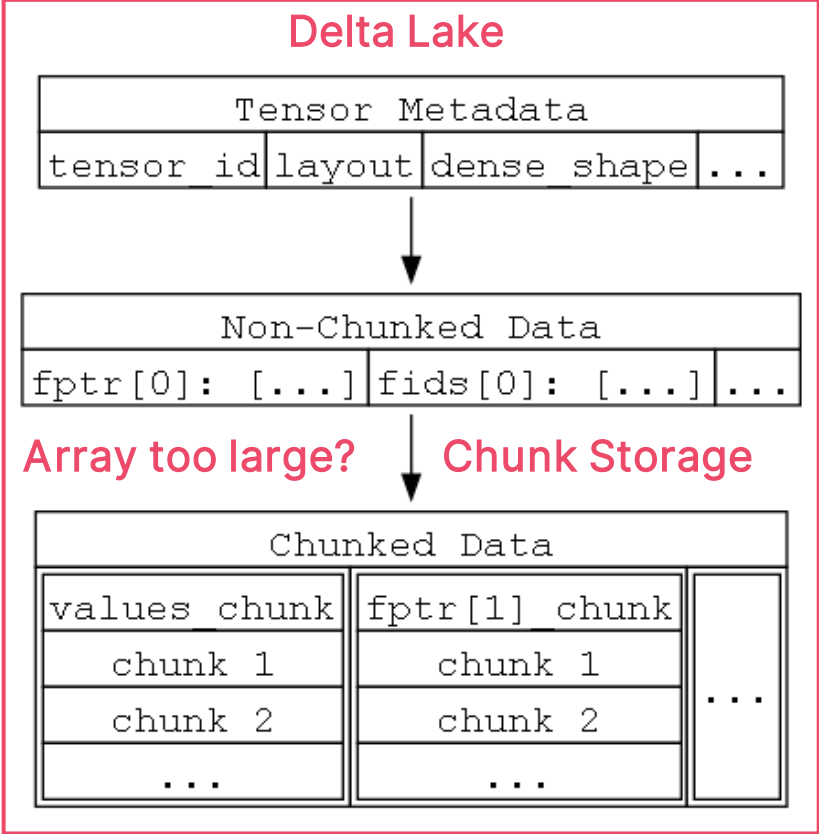 Delta Lake
Tensor Metadata
tensor_id layout dense_shape ...
Non-Chunked Data
fptr[0]: [...] fids[0]: [...] ...
Array too large? Chunk Storage
Chunked Data
values_chunk fptr[1]_chunk
chunk 1 chunk 1
...
chunk 2 chunk 2
... ...